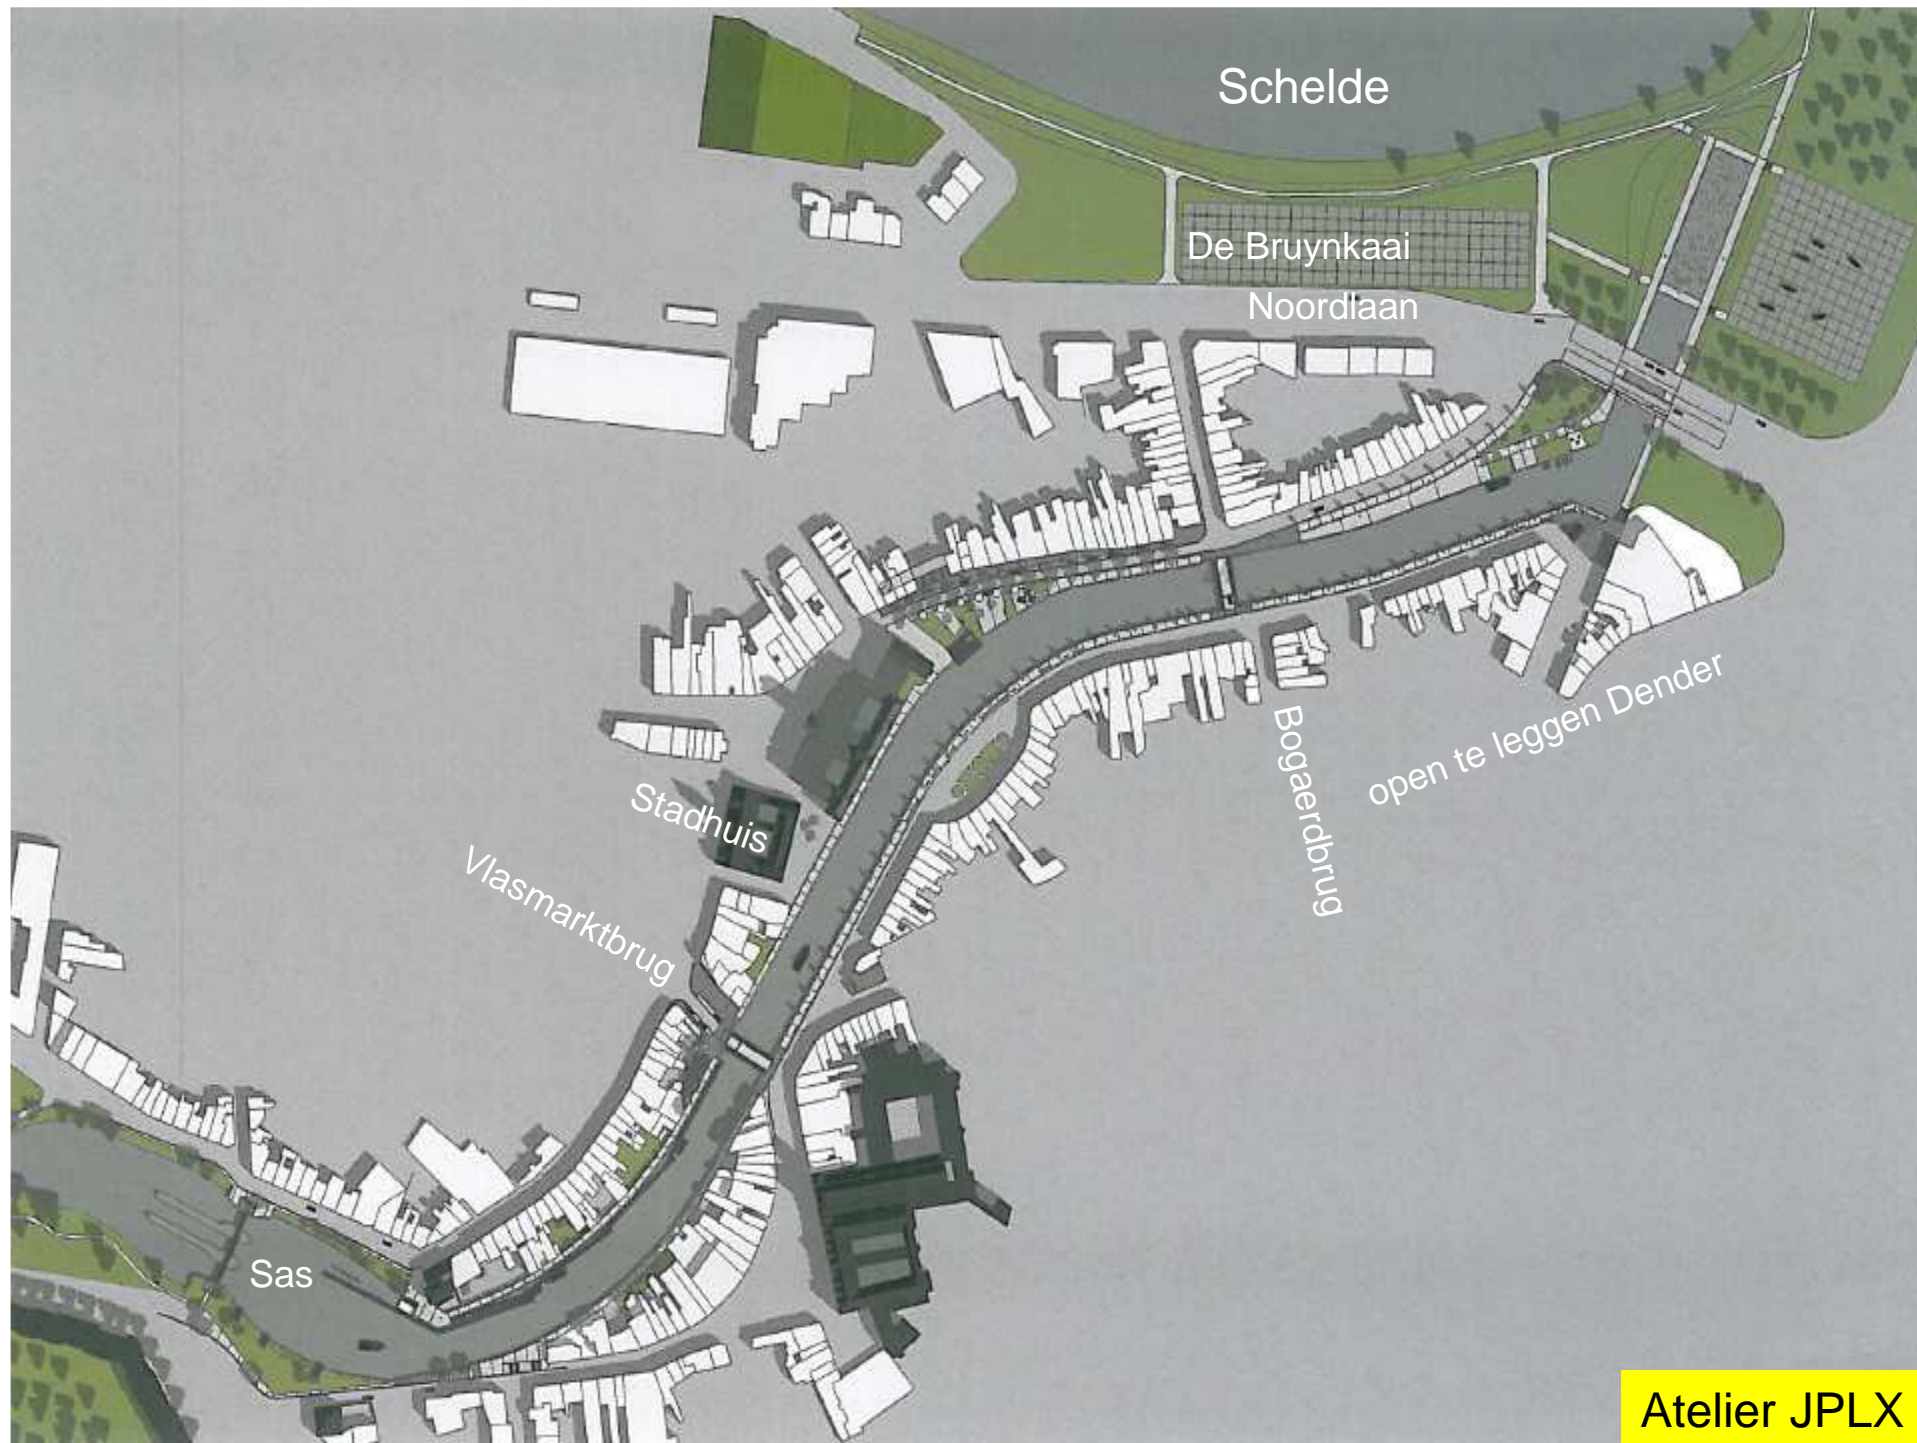 Schelde
De Bruynkaai
Noordlaan
Bogaerdbrug
open te leggen Dender
Stadhuis
Vlasmarktbrug
Sas
Atelier JPLX